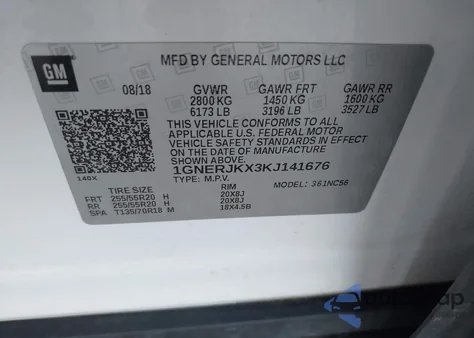 GM
MFD BY GENERAL MOTORS LLC
08/18 GVWR GAWR FRT GAWR RR
2800 KG 1450 KG 1600 KG
6173 LB 3196 LB 3527 LB
THIS VEHICLE CONFORMS TO ALL
APPLICABLE U.S. FEDERAL MOTOR
VEHICLE SAFETY STANDARDS IN EFFECT
ON THE DATE OF MANUFACTURE
SHOWN ABOVE.
1GNERJKX3KJ141676
140X TYPE: M.P.V. MODEL: 361NC56
TIRE SIZE RIM
FRT 255/55R20 H 20X8J
RR 255/55R20 H 20X8J
SPA T135/70R18 M 18X4.5B